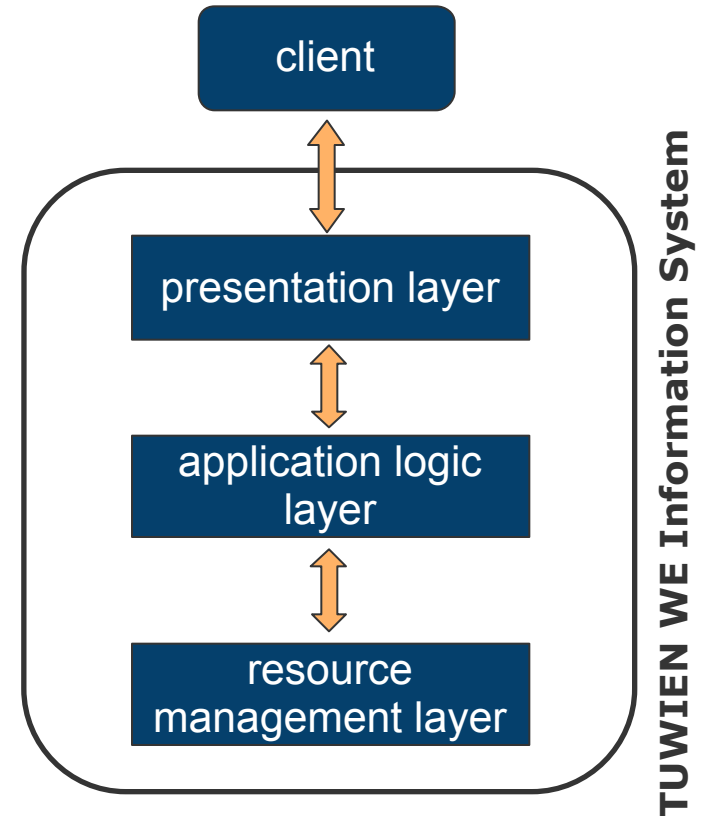 client
presentation layer
application logic
layer
resource
management layer
TUWIEN WE Information System